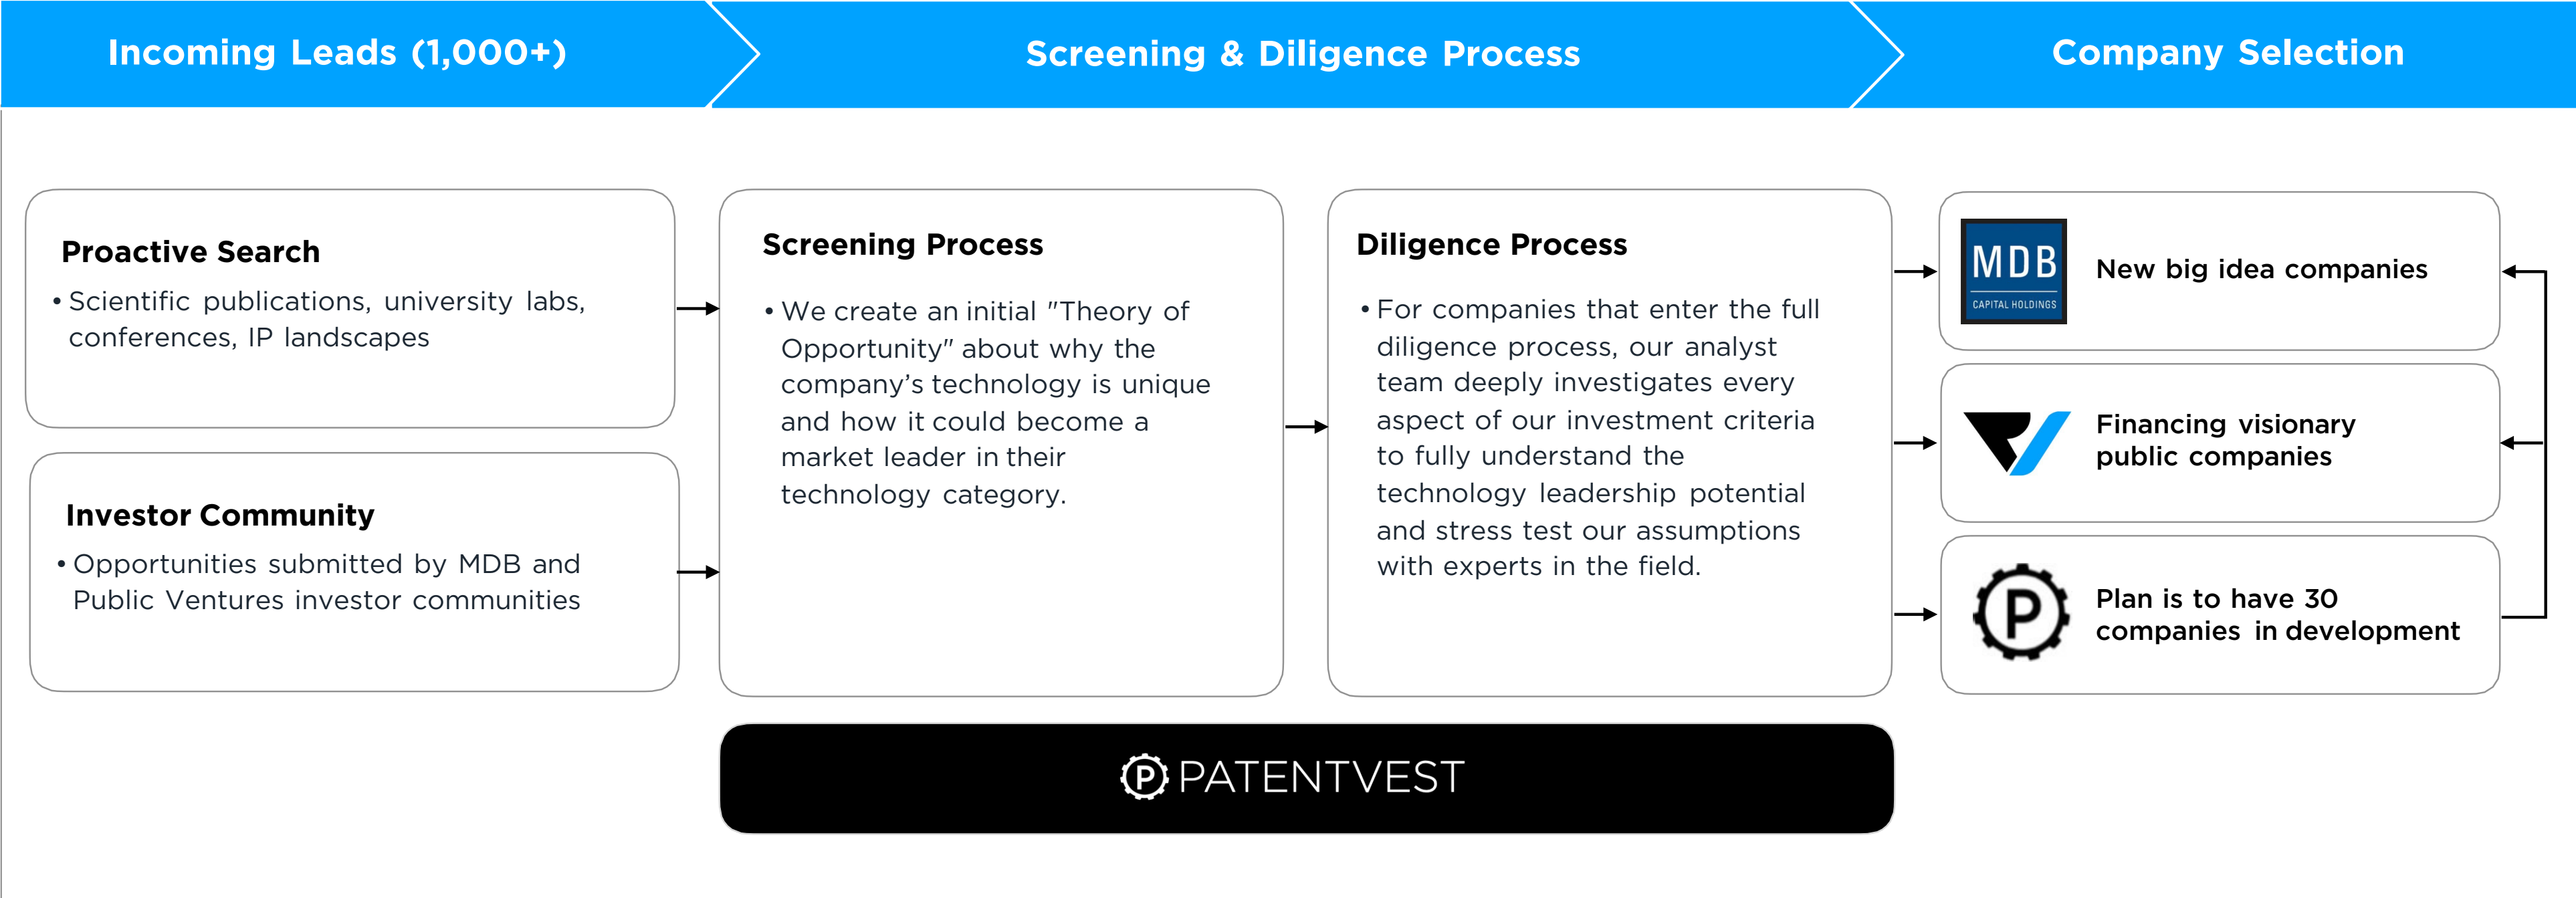 Incoming Leads (1,000+)
Screening & Diligence Process
Company Selection
Proactive Search
• Scientific publications, university labs,
conferences, IP landscapes
Investor Community
• Opportunities submitted by MDB and
Public Ventures investor communities
Screening Process
• We create an initial "Theory of
Opportunity" about why the
company’s technology is unique
and how it could become a
market leader in their
technology category.
Diligence Process
• For companies that enter the full
diligence process, our analyst
team deeply investigates every
aspect of our investment criteria
to fully understand the
technology leadership potential
and stress test our assumptions
with experts in the field.
MDB
CAPITAL HOLDINGS
New big idea companies
Financing visionary
public companies
P
Plan is to have 30
companies in development
P PATENTVEST